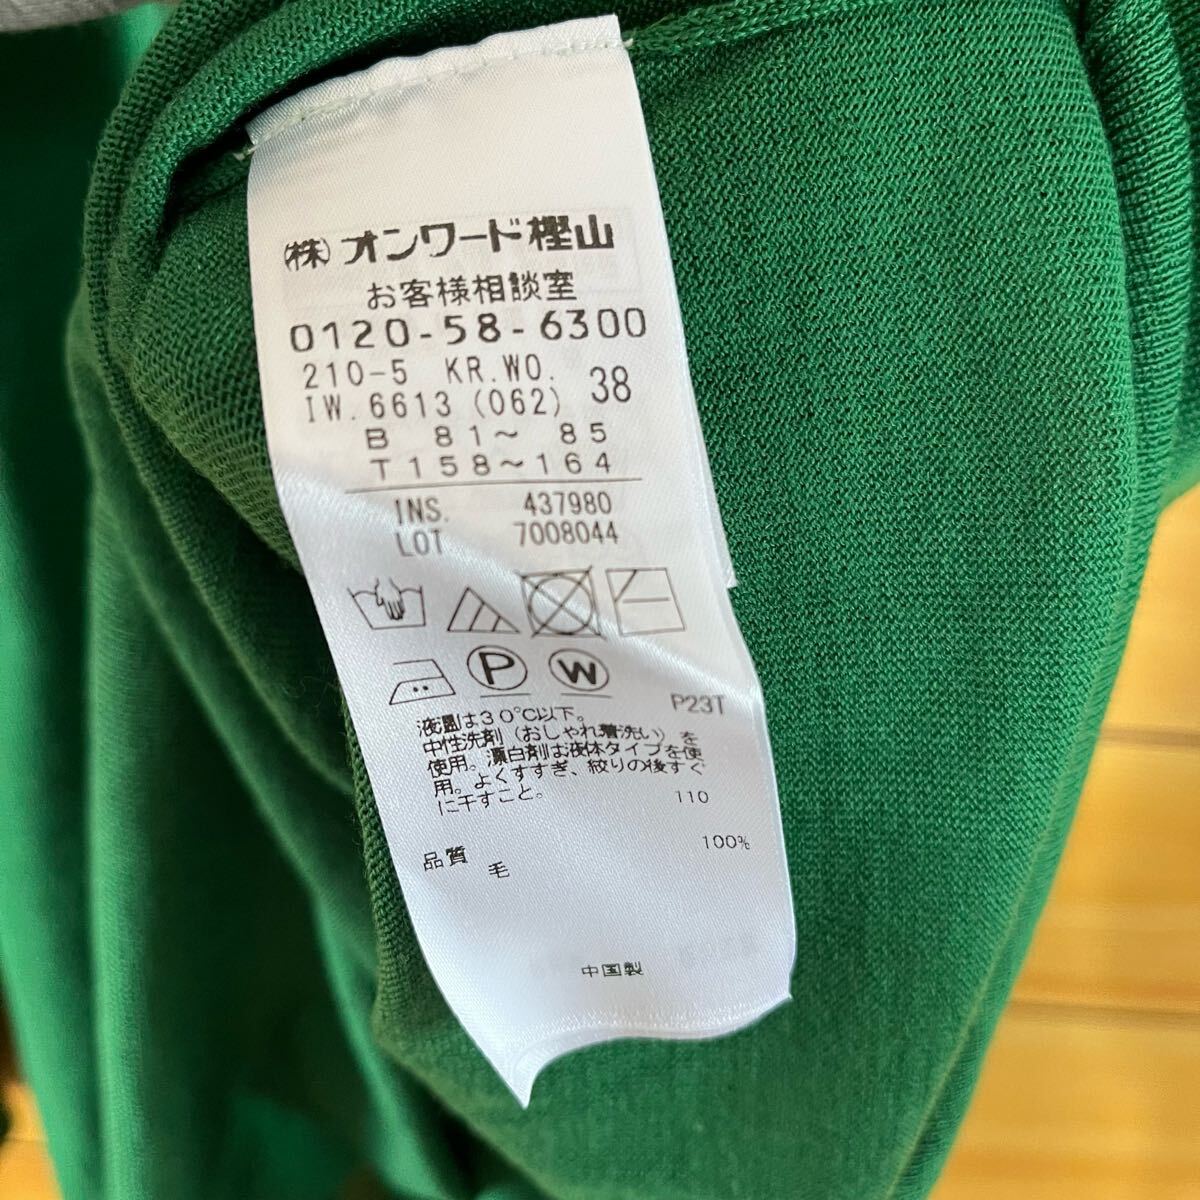 (株)オンワード樫山
お客様相談室
0120-58-6300
210-5 KR.WO. 38
IW.6613(062)
B 81〜 85
T158〜164
INS. 437980
LOT 7008044
P W
P23T
液温は30℃以下。
中性洗剤(おしゃれ着洗い)を
使用。漂白剤は液体タイプを使
用。よくすすぎ、絞りの後すぐ
に干すこと。
110
品質 100%
毛
中国製